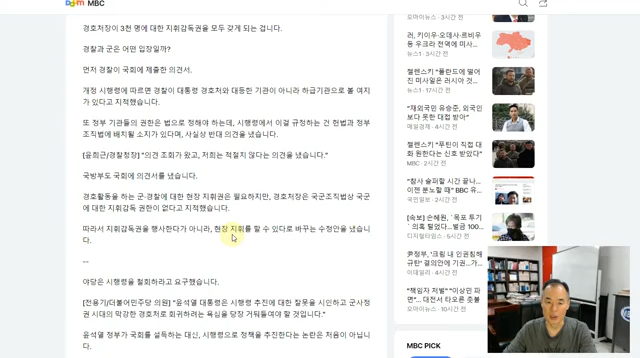 Daum MBC
경호처장이 3천 명에 대한 지휘감독권을 모두 갖게 되는 겁니다.
경찰과 군은 어떤 입장일까?
먼저 경찰이 국회에 제출한 의견서.
개정 시행령에 따르면 경찰이 대통령 경호처와 대등한 기관이 아니라 하급기관으로 볼 여지
가 있다고 지적했습니다.
또 정부 기관들의 권한은 법으로 정해야 하는데, 시행령에서 이걸 규정하는 건 헌법과 정부
조직법에 배치될 소지가 있다며, 사실상 반대 의견을 냈습니다.
[윤희근/경찰청장] "의견 조회가 왔고, 저희는 적절치 않다는 의견을 냈습니다."
국방부도 국회에 의견서를 냈습니다.
경호활동을 하는 군·경찰에 대한 현장 지휘권은 필요하지만, 경호처장은 국군조직법상 국군
에 대한 지휘감독 권한이 없다고 지적했습니다.
따라서 지휘감독권을 행사한다가 아니라, 현장 지휘를 할 수 있다로 바꾸는 수정안을 냈습니
다.
--
야당은 시행령을 철회하라고 요구했습니다.
[전용기/더불어민주당 의원] "윤석열 대통령은 시행령 추진에 대한 잘못을 시인하고 군사정
권 시대의 막강한 경호처로 회귀하려는 욕심을 당장 거둬들여야 할 것입니다."
윤석열 정부가 국회를 설득하는 대신, 시행령으로 정책을 추진한다는 논란은 처음이 아닙니
다.
오마이뉴스 · 3시간 전
러, 키이우·오데사·르비우
등 우크라 전역에 미사...
뉴스1 · 3시간 전
젤렌스키 "폴란드에 떨어
진 미사일은 러시아 것...
뉴스1 · 17시간 전
"재외국민 유승준, 외국인
보다 못한 대접 받아"
매일경제 · 4시간 전
젤렌스키 "푸틴이 직접 대
화 원한다는 신호 받았다"
MBC · 2시간 전
"참사 슬퍼할 시간 끝나...
이젠 분노할 때" BBC 유...
국민일보 · 2시간 전
[속보] 손혜원, '목포 투기
' 의혹 털었다...벌금 100...
디지털타임스 · 5시간 전
尹정부, '크림 내 인권침해
규탄' 결의안에 기권...가...
이데일리 · 4시간 전
"책임자 처벌" "이상민 파
면"... 대전서 타오른 촛불
오마이뉴스 · 10시간 전
MBC PICK